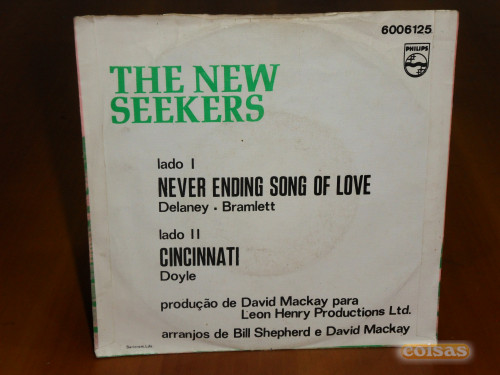 6006125
PHILIPS
THE NEW
SEEKERS
lado I
NEVER ENDING SONG OF LOVE
Delaney . Bramlett
lado II
CINCINNATI
Doyle
produção de David Mackay para
Leon Henry Productions Ltd.
arranjos de Bill Shepherd e David Mackay
coisas